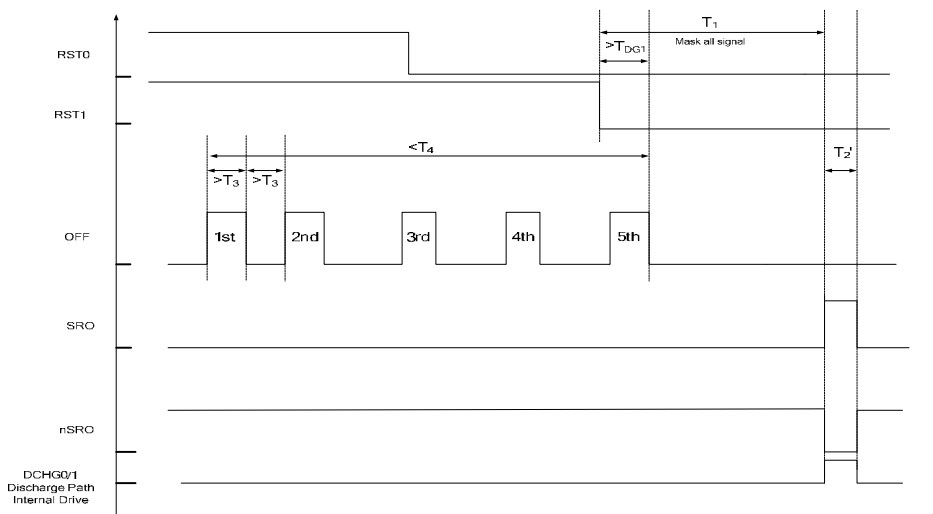 T1
Mask all signal
>TDG1
RST0
RST1
<T4
>T3 >T3
T2'
OFF
1st 2nd 3rd 4th 5th
SRO
nSRO
DCHG0/1
Discharge Path
Internal Drive